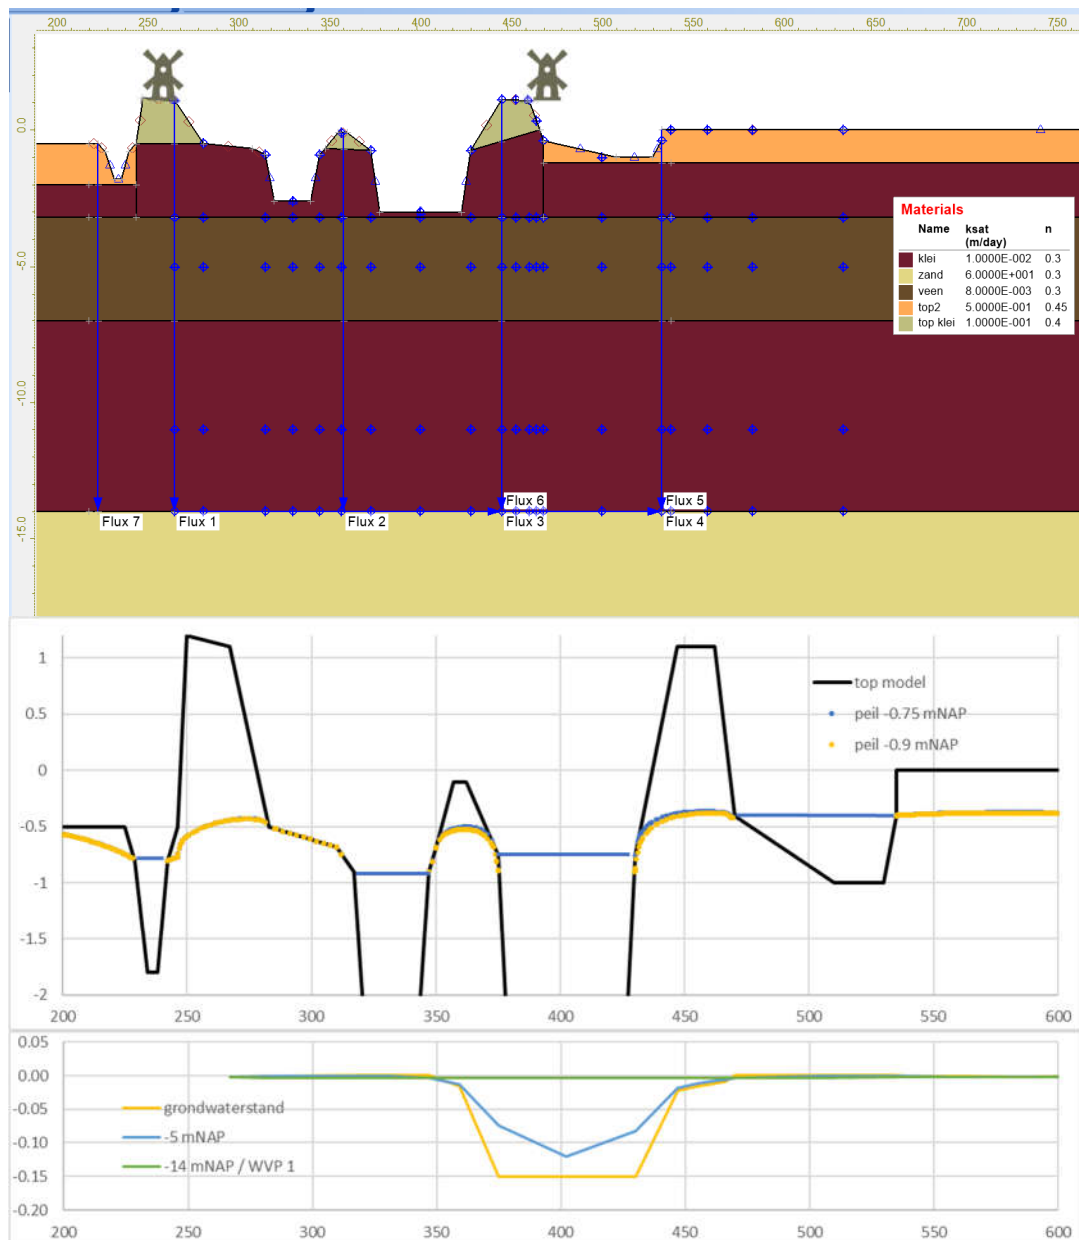 200 250 300 350 400 450 500 550 600 650 700 750
0.0
-5.0
-10.0
-15.0
Materials
Name ksat n
(m/day)
klei 1.0000E-002 0.3
zand 6.0000E+001 0.3
veen 8.0000E-003 0.3
top2 5.0000E-001 0.45
top klei 1.0000E-001 0.4
Flux 6 Flux 5
Flux 7 Flux 1 Flux 2 Flux 3 Flux 4
1
0.5
0
-0.5
-1
-1.5
-2
top model
peil -0.75 mNAP
peil -0.9 mNAP
200 250 300 350 400 450 500 550 600
0.05
0.00
-0.05
-0.10
-0.15
-0.20
grondwaterstand
-5 mNAP
-14 mNAP / WVP 1
200 250 300 350 400 450 500 550 600